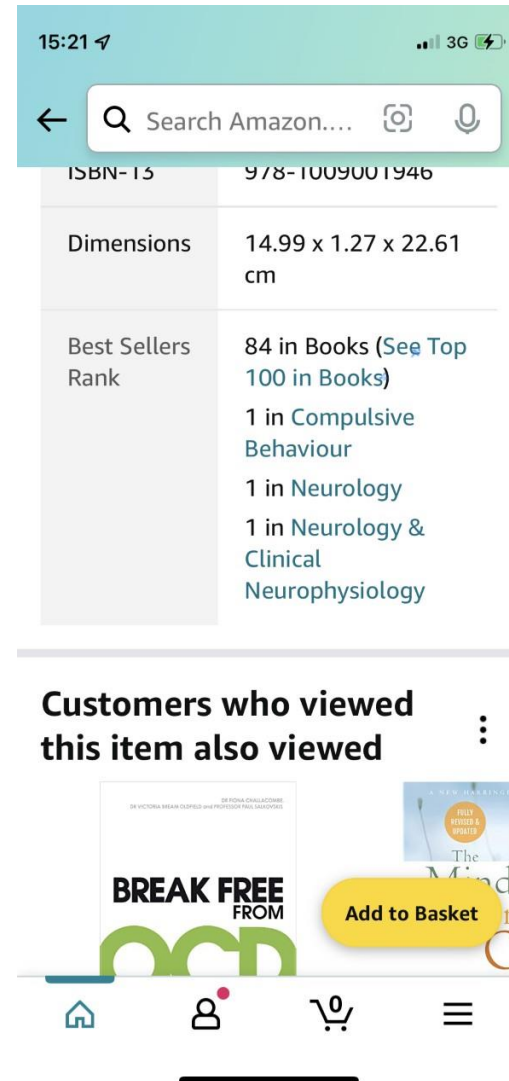 15:21 3G
Search Amazon....
ISBN-13 978-1009001946
Dimensions 14.99 x 1.27 x 22.61
cm
Best Sellers 84 in Books (See Top
Rank 100 in Books)
1 in Compulsive
Behaviour
1 in Neurology
1 in Neurology &
Clinical
Neurophysiology
Customers who viewed
this item also viewed
DR FIONA CHALLACOMBE,
DR VICTORIA BREAM OLDFIELD and PROFESSOR PAUL SALKOVSKIS
BREAK FREE
FROM
OCD
FULLY
REVISED &
UPDATED
The
Add to Basket
0